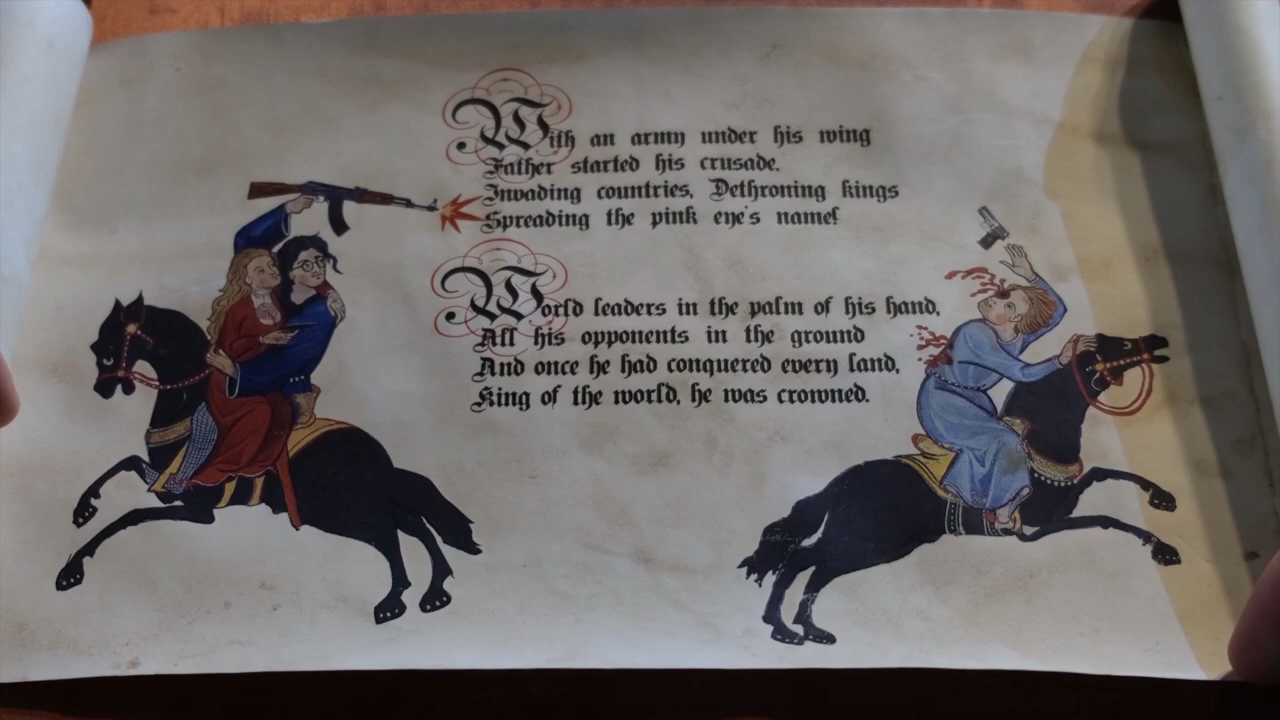 With an army under his wing
Father started his crusade.
Invading countries, Dethroning kings
Spreading the pink eye's name!
World leaders in the palm of his hand,
All his opponents in the ground
And once he had conquered every land,
King of the world, he was crowned.